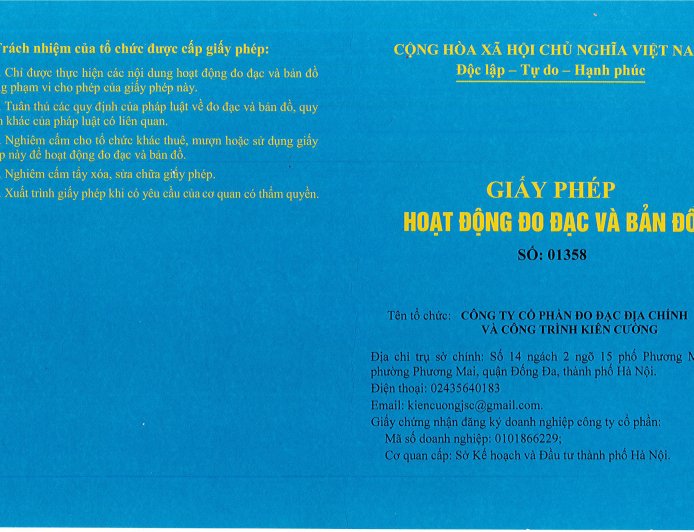 Trách nhiệm của tổ chức được cấp giấy phép:
Chỉ được thực hiện các nội dung hoạt động đo đạc và bản đồ
phạm vi cho phép của giấy phép này.
Tuân thủ các quy định của pháp luật về đo đạc và bản đồ, quy
khác của pháp luật có liên quan.
Nghiêm cấm cho tổ chức khác thuê, mượn hoặc sử dụng giấy
này để hoạt động đo đạc và bản đồ.
Nghiêm cấm tẩy xóa, sửa chữa giấy phép.
Xuất trình giấy phép khi có yêu cầu của cơ quan có thẩm quyền.
CỘNG HÒA XÃ HỘI CHỦ NGHĨA VIỆT NA
Độc lập – Tự do – Hạnh phúc
GIẤY PHÉP
HOẠT ĐỘNG ĐO ĐẠC VÀ BẢN ĐỒ
SỐ: 01358
Tên tổ chức: CÔNG TY CỔ PHẦN ĐO ĐẠC ĐỊA CHÍNH
VÀ CÔNG TRÌNH KIÊN CƯỜNG
Địa chỉ trụ sở chính: Số 14 ngách 2 ngõ 15 phố Phương M
phường Phương Mai, quận Đống Đa, thành phố Hà Nội.
Điện thoại: 02435640183
Email: kiencuongjsc@gmail.com.
Giấy chứng nhận đăng ký doanh nghiệp công ty cổ phần:
Mã số doanh nghiệp: 0101866229;
Cơ quan cấp: Sở Kế hoạch và Đầu tư thành phố Hà Nội.